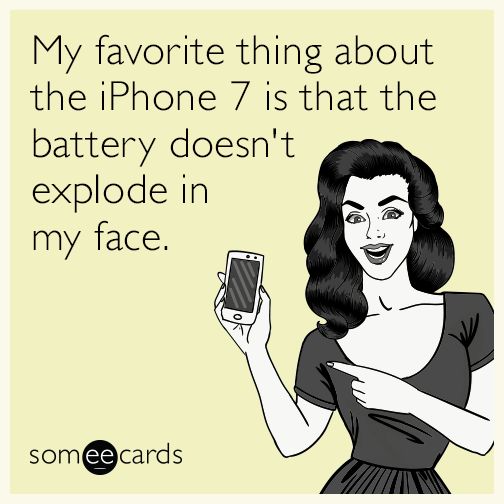 My favorite thing about
the iPhone 7 is that the
battery doesn't
explode in
my face.
someecards